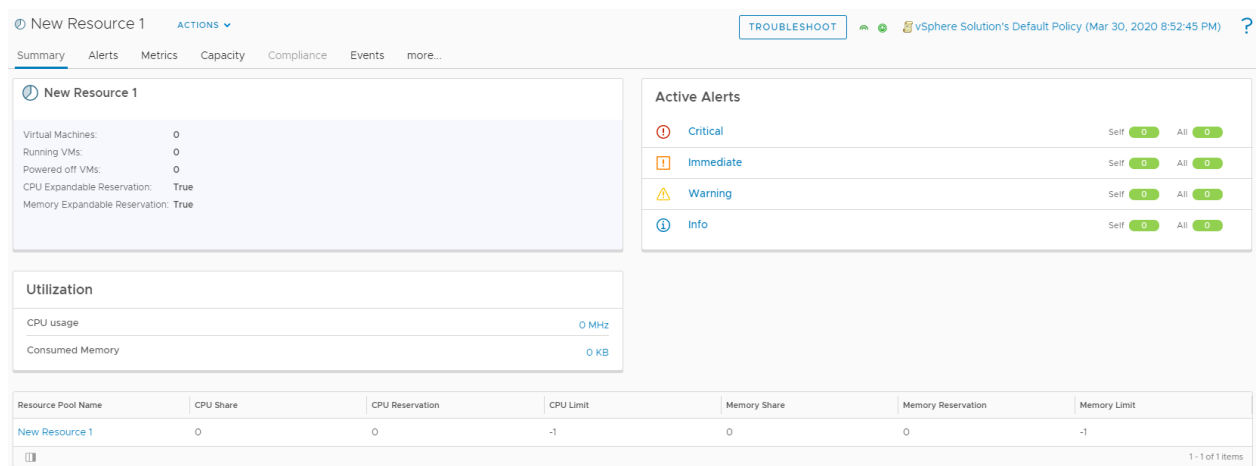 New Resource 1 ACTIONS TROUBLESHOOT vSphere Solution's Default Policy (Mar 30, 2020 8:52:45 PM) ?
Summary Alerts Metrics Capacity Compliance Events more...
New Resource 1
Virtual Machines: 0
Running VMs: 0
Powered off VMs: 0
CPU Expandable Reservation: True
Memory Expandable Reservation: True
Active Alerts
Critical Self 0 All 0
Immediate Self 0 All 0
Warning Self 0 All 0
Info Self 0 All 0
Utilization
CPU usage 0 MHz
Consumed Memory 0 KB
Resource Pool Name CPU Share CPU Reservation CPU Limit Memory Share Memory Reservation Memory Limit
New Resource 1 0 0 -1 0 0 -1
1 - 1 of 1 items